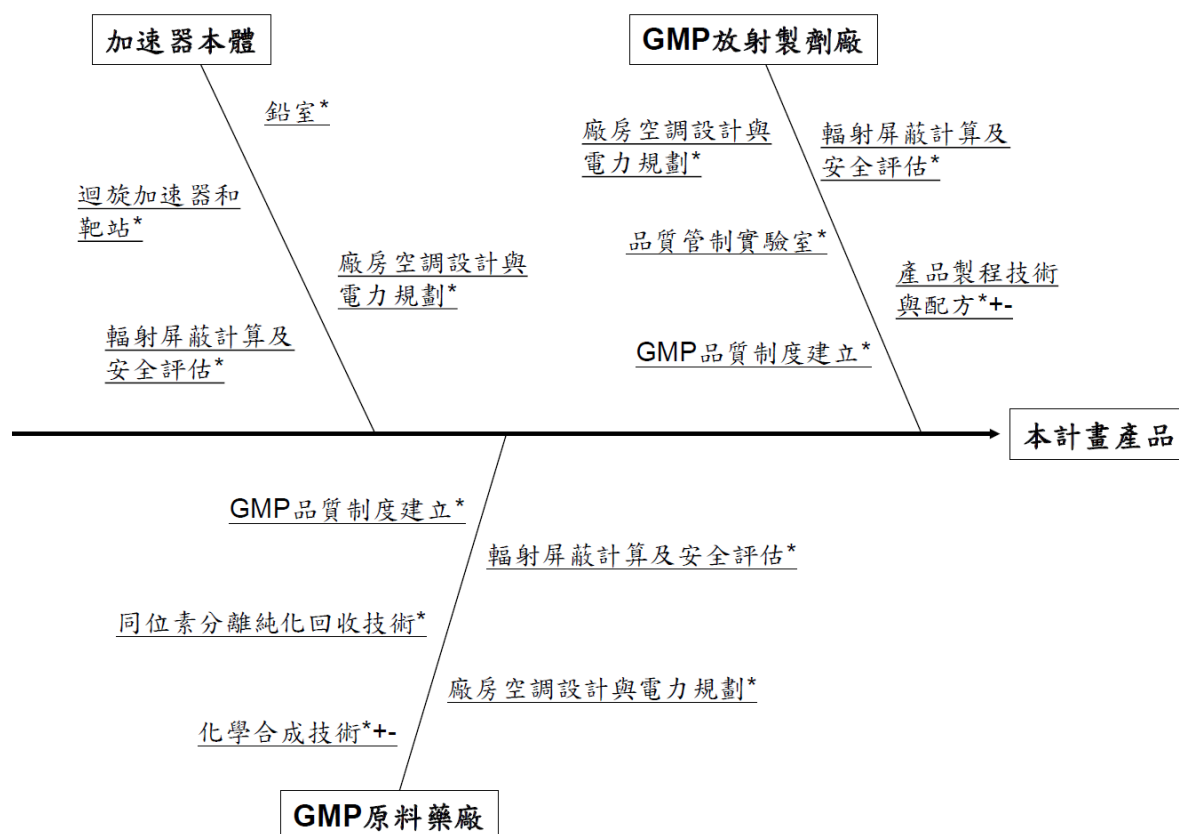 加速器本體
GMP放射製劑廠
鉛室*
迴旋加速器和
靶站*
廠房空調設計與
電力規劃*
輻射屏蔽計算及
安全評估*
廠房空調設計與
電力規劃*
輻射屏蔽計算及
安全評估*
品質管制實驗室*
產品製程技術
與配方*+-
GMP品質制度建立*
本計畫產品
GMP品質制度建立*
輻射屏蔽計算及安全評估*
同位素分離純化回收技術*
廠房空調設計與電力規劃*
化學合成技術*+-
GMP原料藥廠